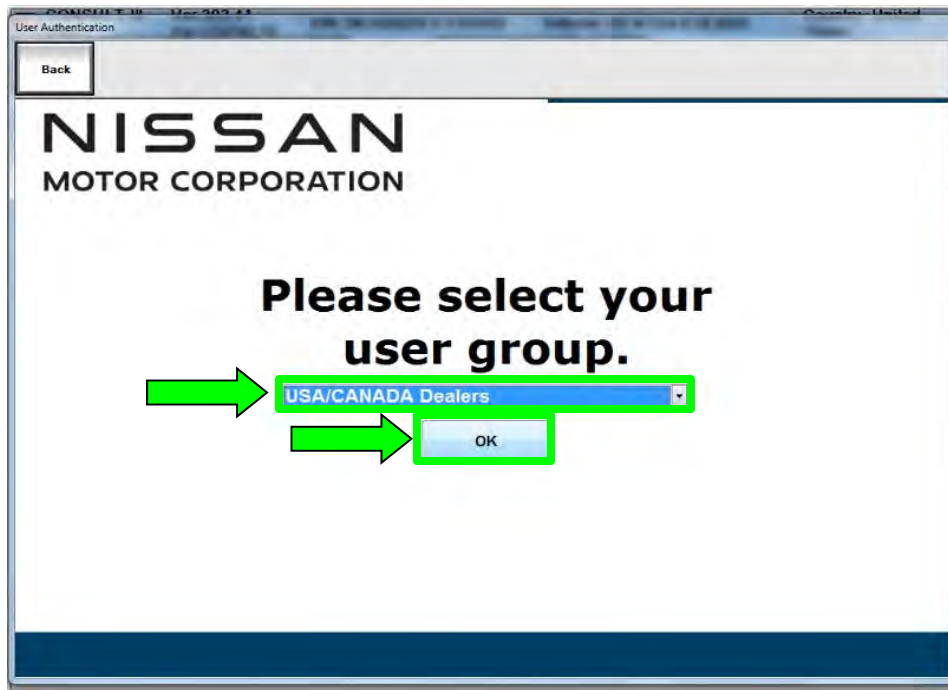 User Authentication
Back
NISSAN
MOTOR CORPORATION
Please select your
user group.
USA/CANADA Dealers
OK